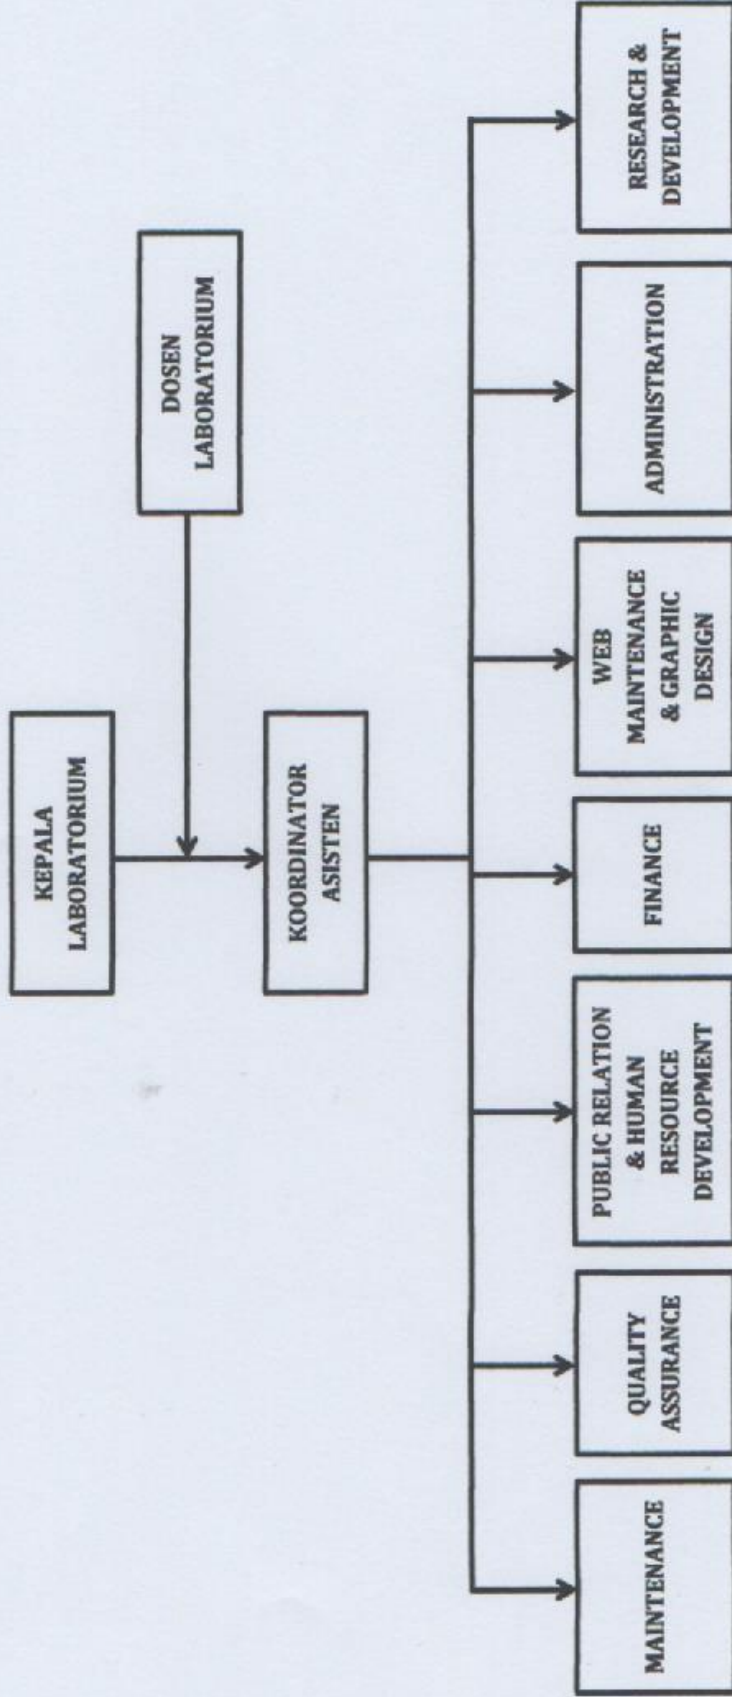 KEPALA
LABORATORIUM
DOSEN
LABORATORIUM
KOORDINATOR
ASISTEN
MAINTENANCE
QUALITY
ASSURANCE
PUBLIC RELATION
& HUMAN
RESOURCE
DEVELOPMENT
FINANCE
WEB
MAINTENANCE
& GRAPHIC
DESIGN
ADMINISTRATION
RESEARCH &
DEVELOPMENT